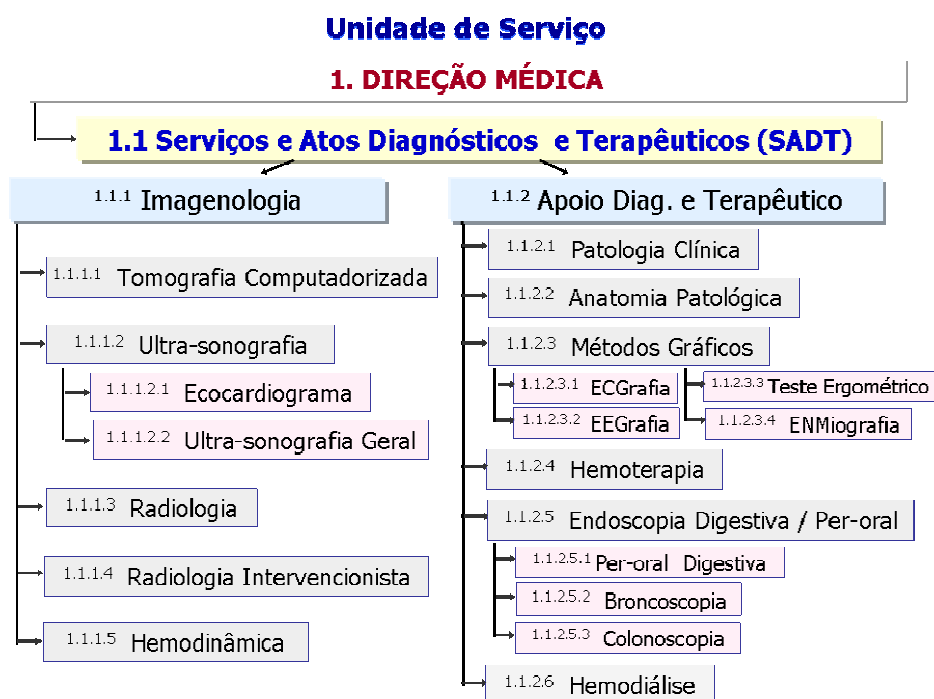 Unidade de Serviço
1. DIREÇÃO MÉDICA
1.1 Serviços e Atos Diagnósticos e Terapêuticos (SADT)
1.1.1 Imagenologia
1.1.1.1 Tomografia Computadorizada
1.1.1.2 Ultra-sonografia
1.1.1.2.1 Ecocardiograma
1.1.1.2.2 Ultra-sonografia Geral
1.1.1.3 Radiologia
1.1.1.4 Radiologia Intervencionista
1.1.1.5 Hemodinâmica
1.1.2 Apoio Diag. e Terapêutico
1.1.2.1 Patologia Clínica
1.1.2.2 Anatomia Patológica
1.1.2.3 Métodos Gráficos
1.1.2.3.1 ECGrafia
1.1.2.3.2 EEGrafia
1.1.2.3.3 Teste Ergométrico
1.1.2.3.4 ENMiografia
1.1.2.4 Hemoterapia
1.1.2.5 Endoscopia Digestiva / Per-oral
1.1.2.5.1 Per-oral Digestiva
1.1.2.5.2 Broncoscopia
1.1.2.5.3 Colonoscopia
1.1.2.6 Hemodiálise